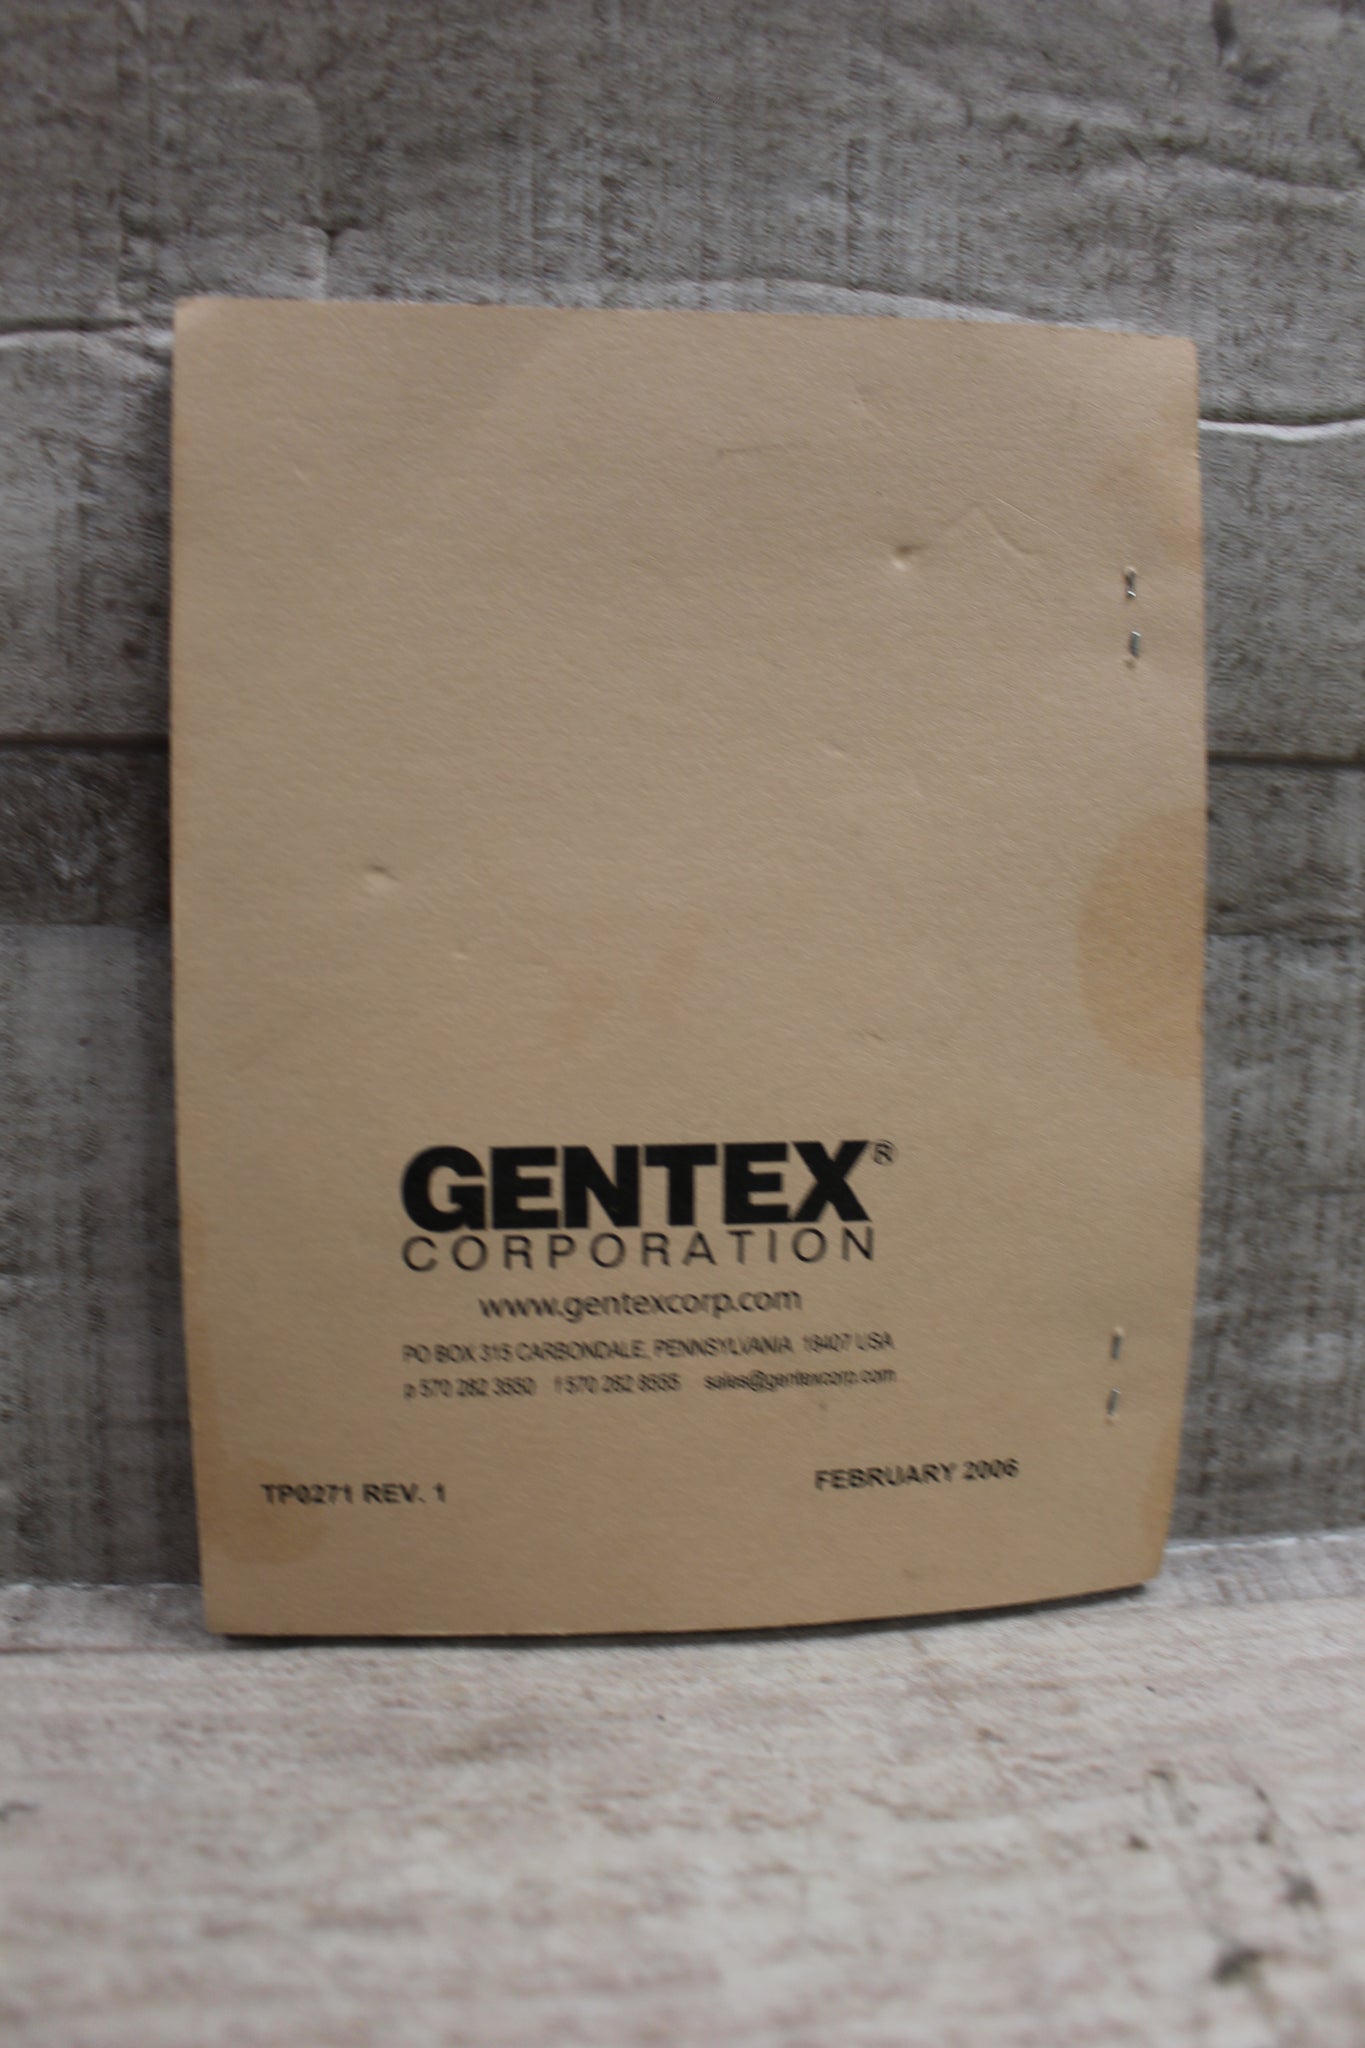 GENTEX®
CORPORATION
www.gentexcorp.com
PO BOX 315 CARBONDALE, PENNSYLVANIA 18407 USA
p 570 282 3550 f 570 282 8555 sales@gentexcorp.com
TP0271 REV. 1
FEBRUARY 2006